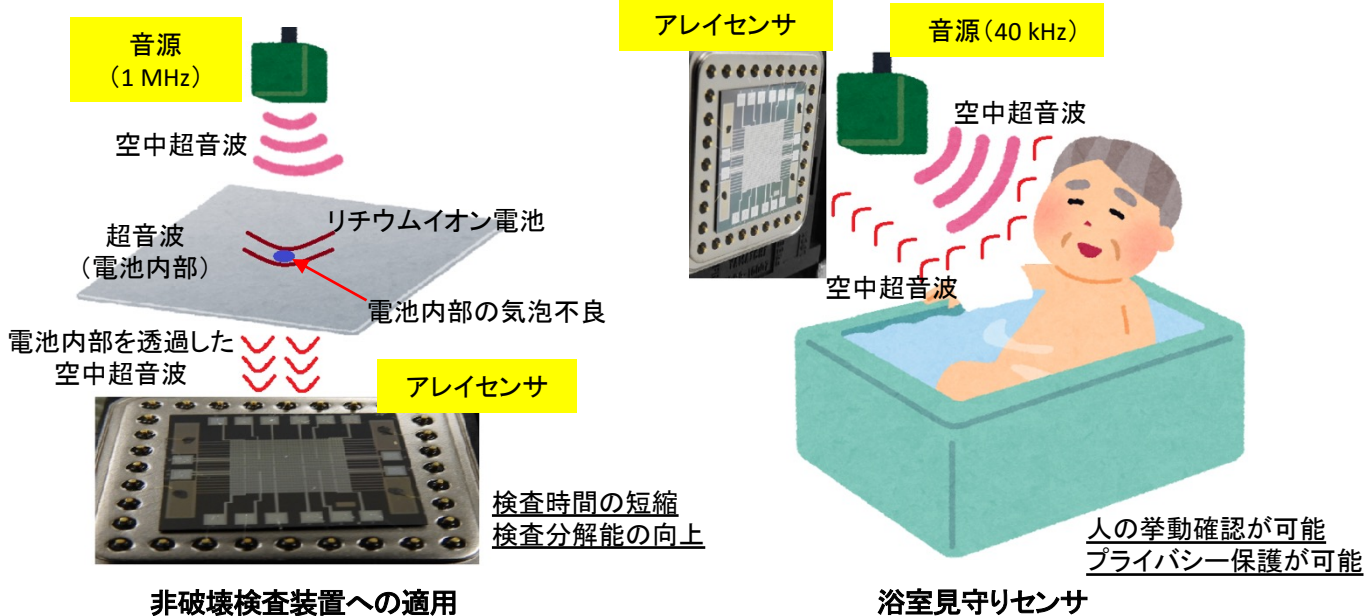 音源
（1 MHz）
空中超音波
リチウムイオン電池
超音波
（電池内部）
電池内部の気泡不良
電池内部を透過した
空中超音波
アレイセンサ
検査時間の短縮
検査分解能の向上
非破壊検査装置への適用
アレイセンサ
音源（40 kHz）
空中超音波
空中超音波
人の挙動確認が可能
プライバシー保護が可能
浴室見守りセンサ